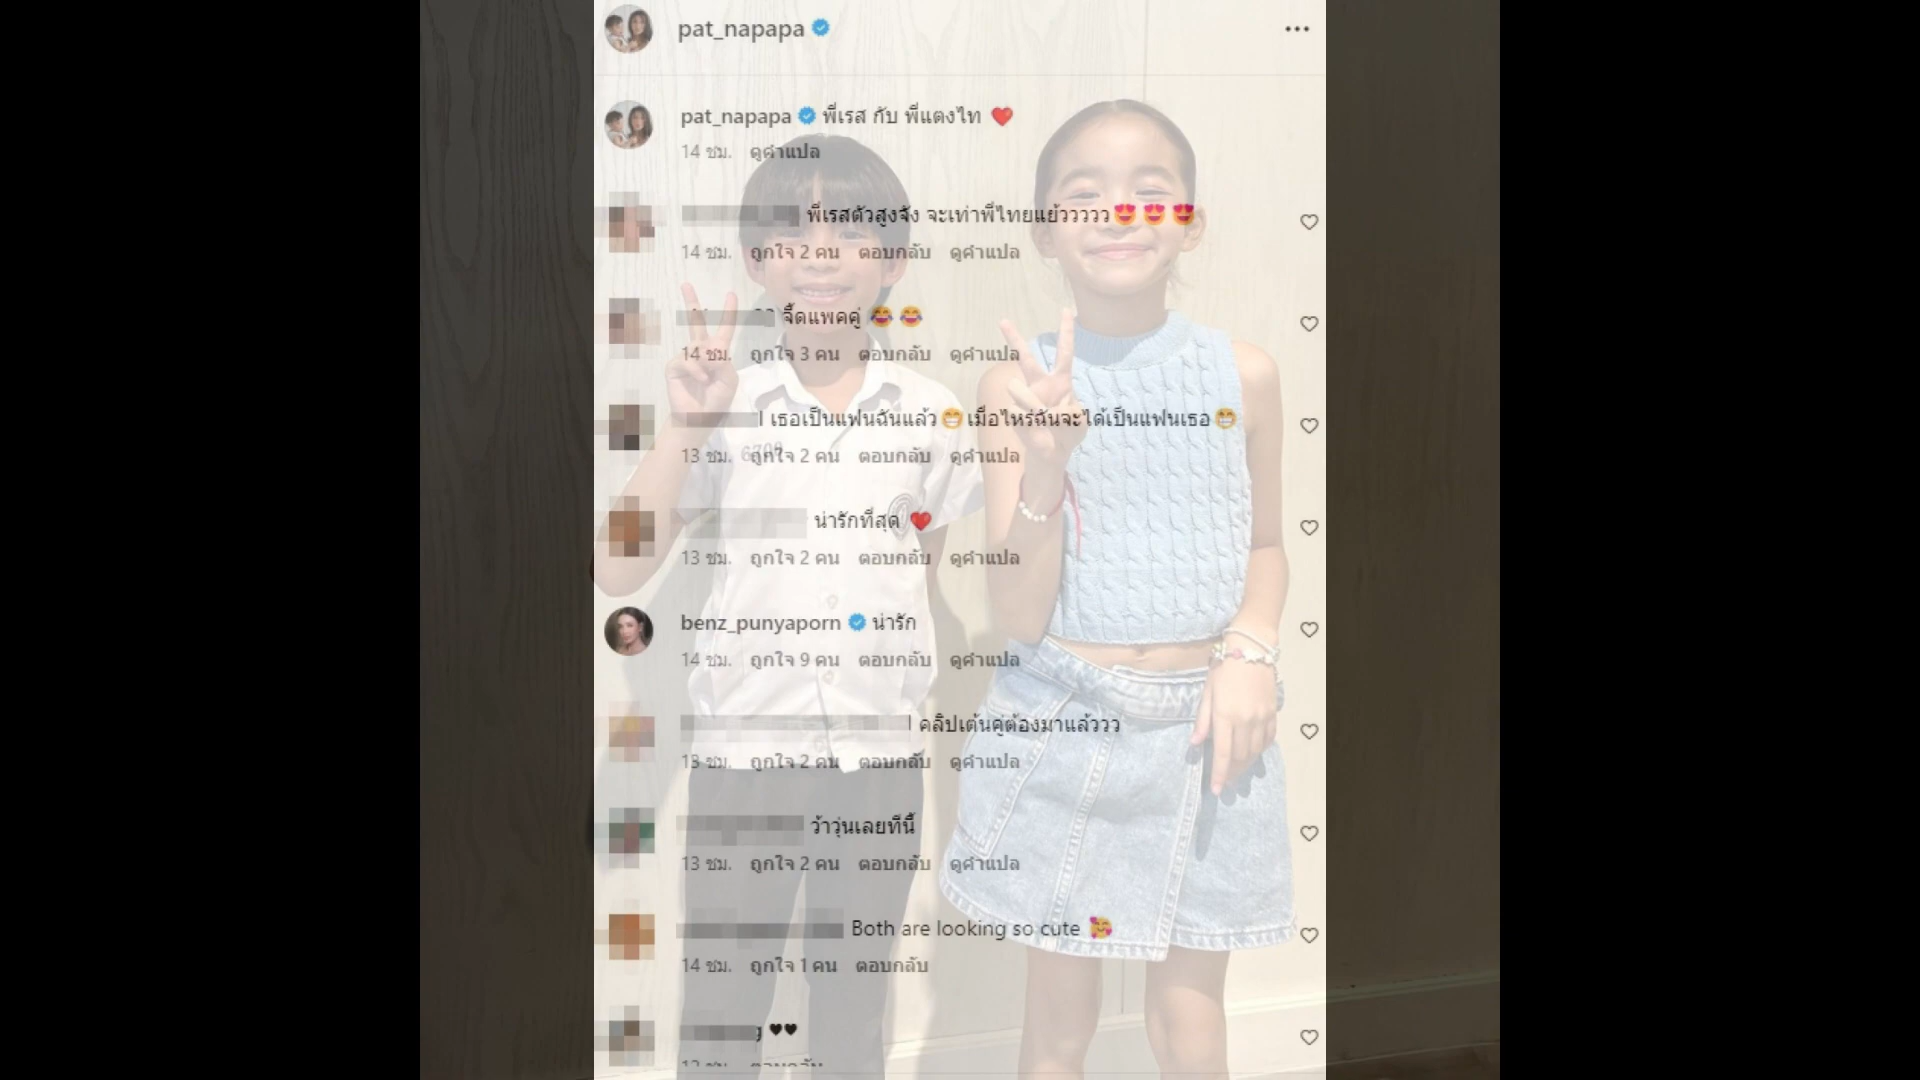 pat_napapa
pat_napapa พี่เรส กับ พี่แตงไท ❤️
14 ชม. ดูคำแปล
พี่เรสตัวสูงจัง จะเท่าพี่ไทยแย้ววววว😍😍😍
14 ชม. ถูกใจ 2 คน ตอบกลับ ดูคำแปล
จี๊ดแพคคู่ 😂😂
14 ชม. ถูกใจ 3 คน ตอบกลับ ดูคำแปล
เธอเป็นแฟนฉันแล้ว😁เมื่อไหร่ฉันจะได้เป็นแฟนเธอ😁
13 ชม. ถูกใจ 2 คน ตอบกลับ ดูคำแปล
น่ารักที่สุด ❤️
13 ชม. ถูกใจ 2 คน ตอบกลับ ดูคำแปล
benz_punyaporn น่ารัก
14 ชม. ถูกใจ 9 คน ตอบกลับ ดูคำแปล
คลิปเต้นคู่ต้องมาแล้ววว
13 ชม. ถูกใจ 2 คน ตอบกลับ ดูคำแปล
ว้าวุ่นเลยทีนี้
13 ชม. ถูกใจ 2 คน ตอบกลับ ดูคำแปล
Both are looking so cute 🥰
14 ชม. ถูกใจ 1 คน ตอบกลับ
🖤🖤